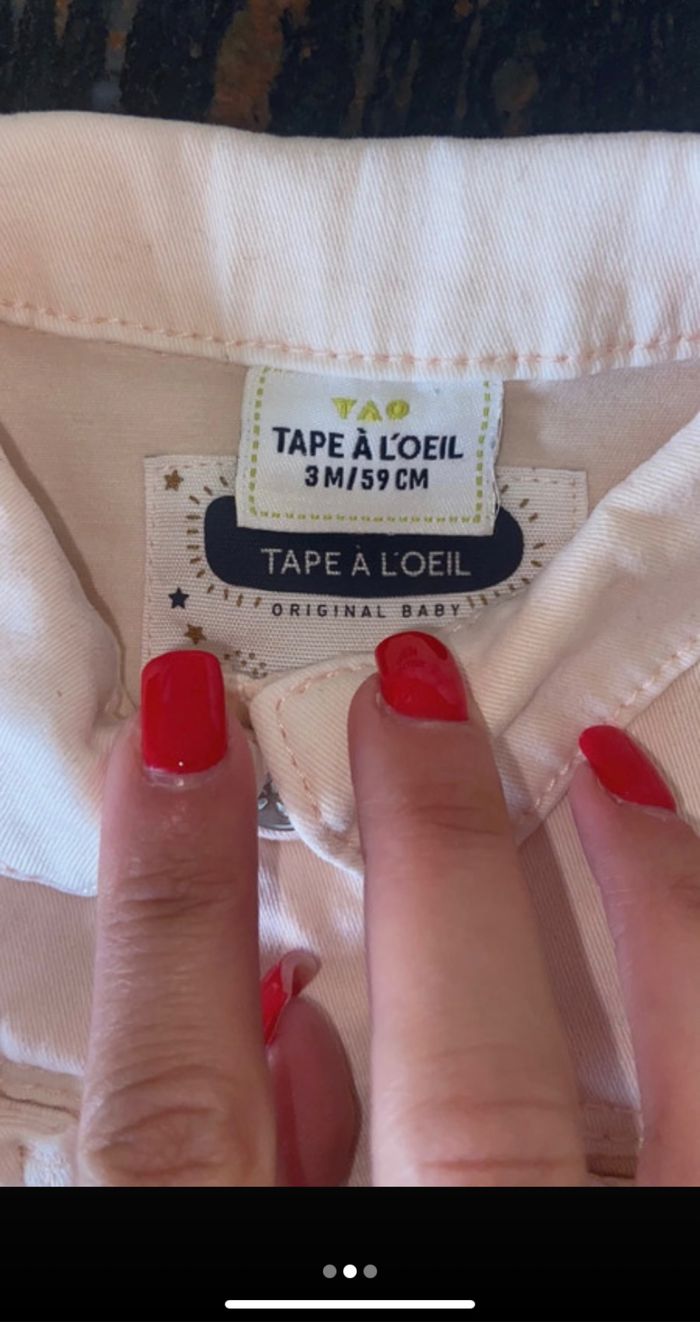 TAO
TAPE À L'OEIL
3 M/59 CM
TAPE À L'OEIL
ORIGINAL BABY